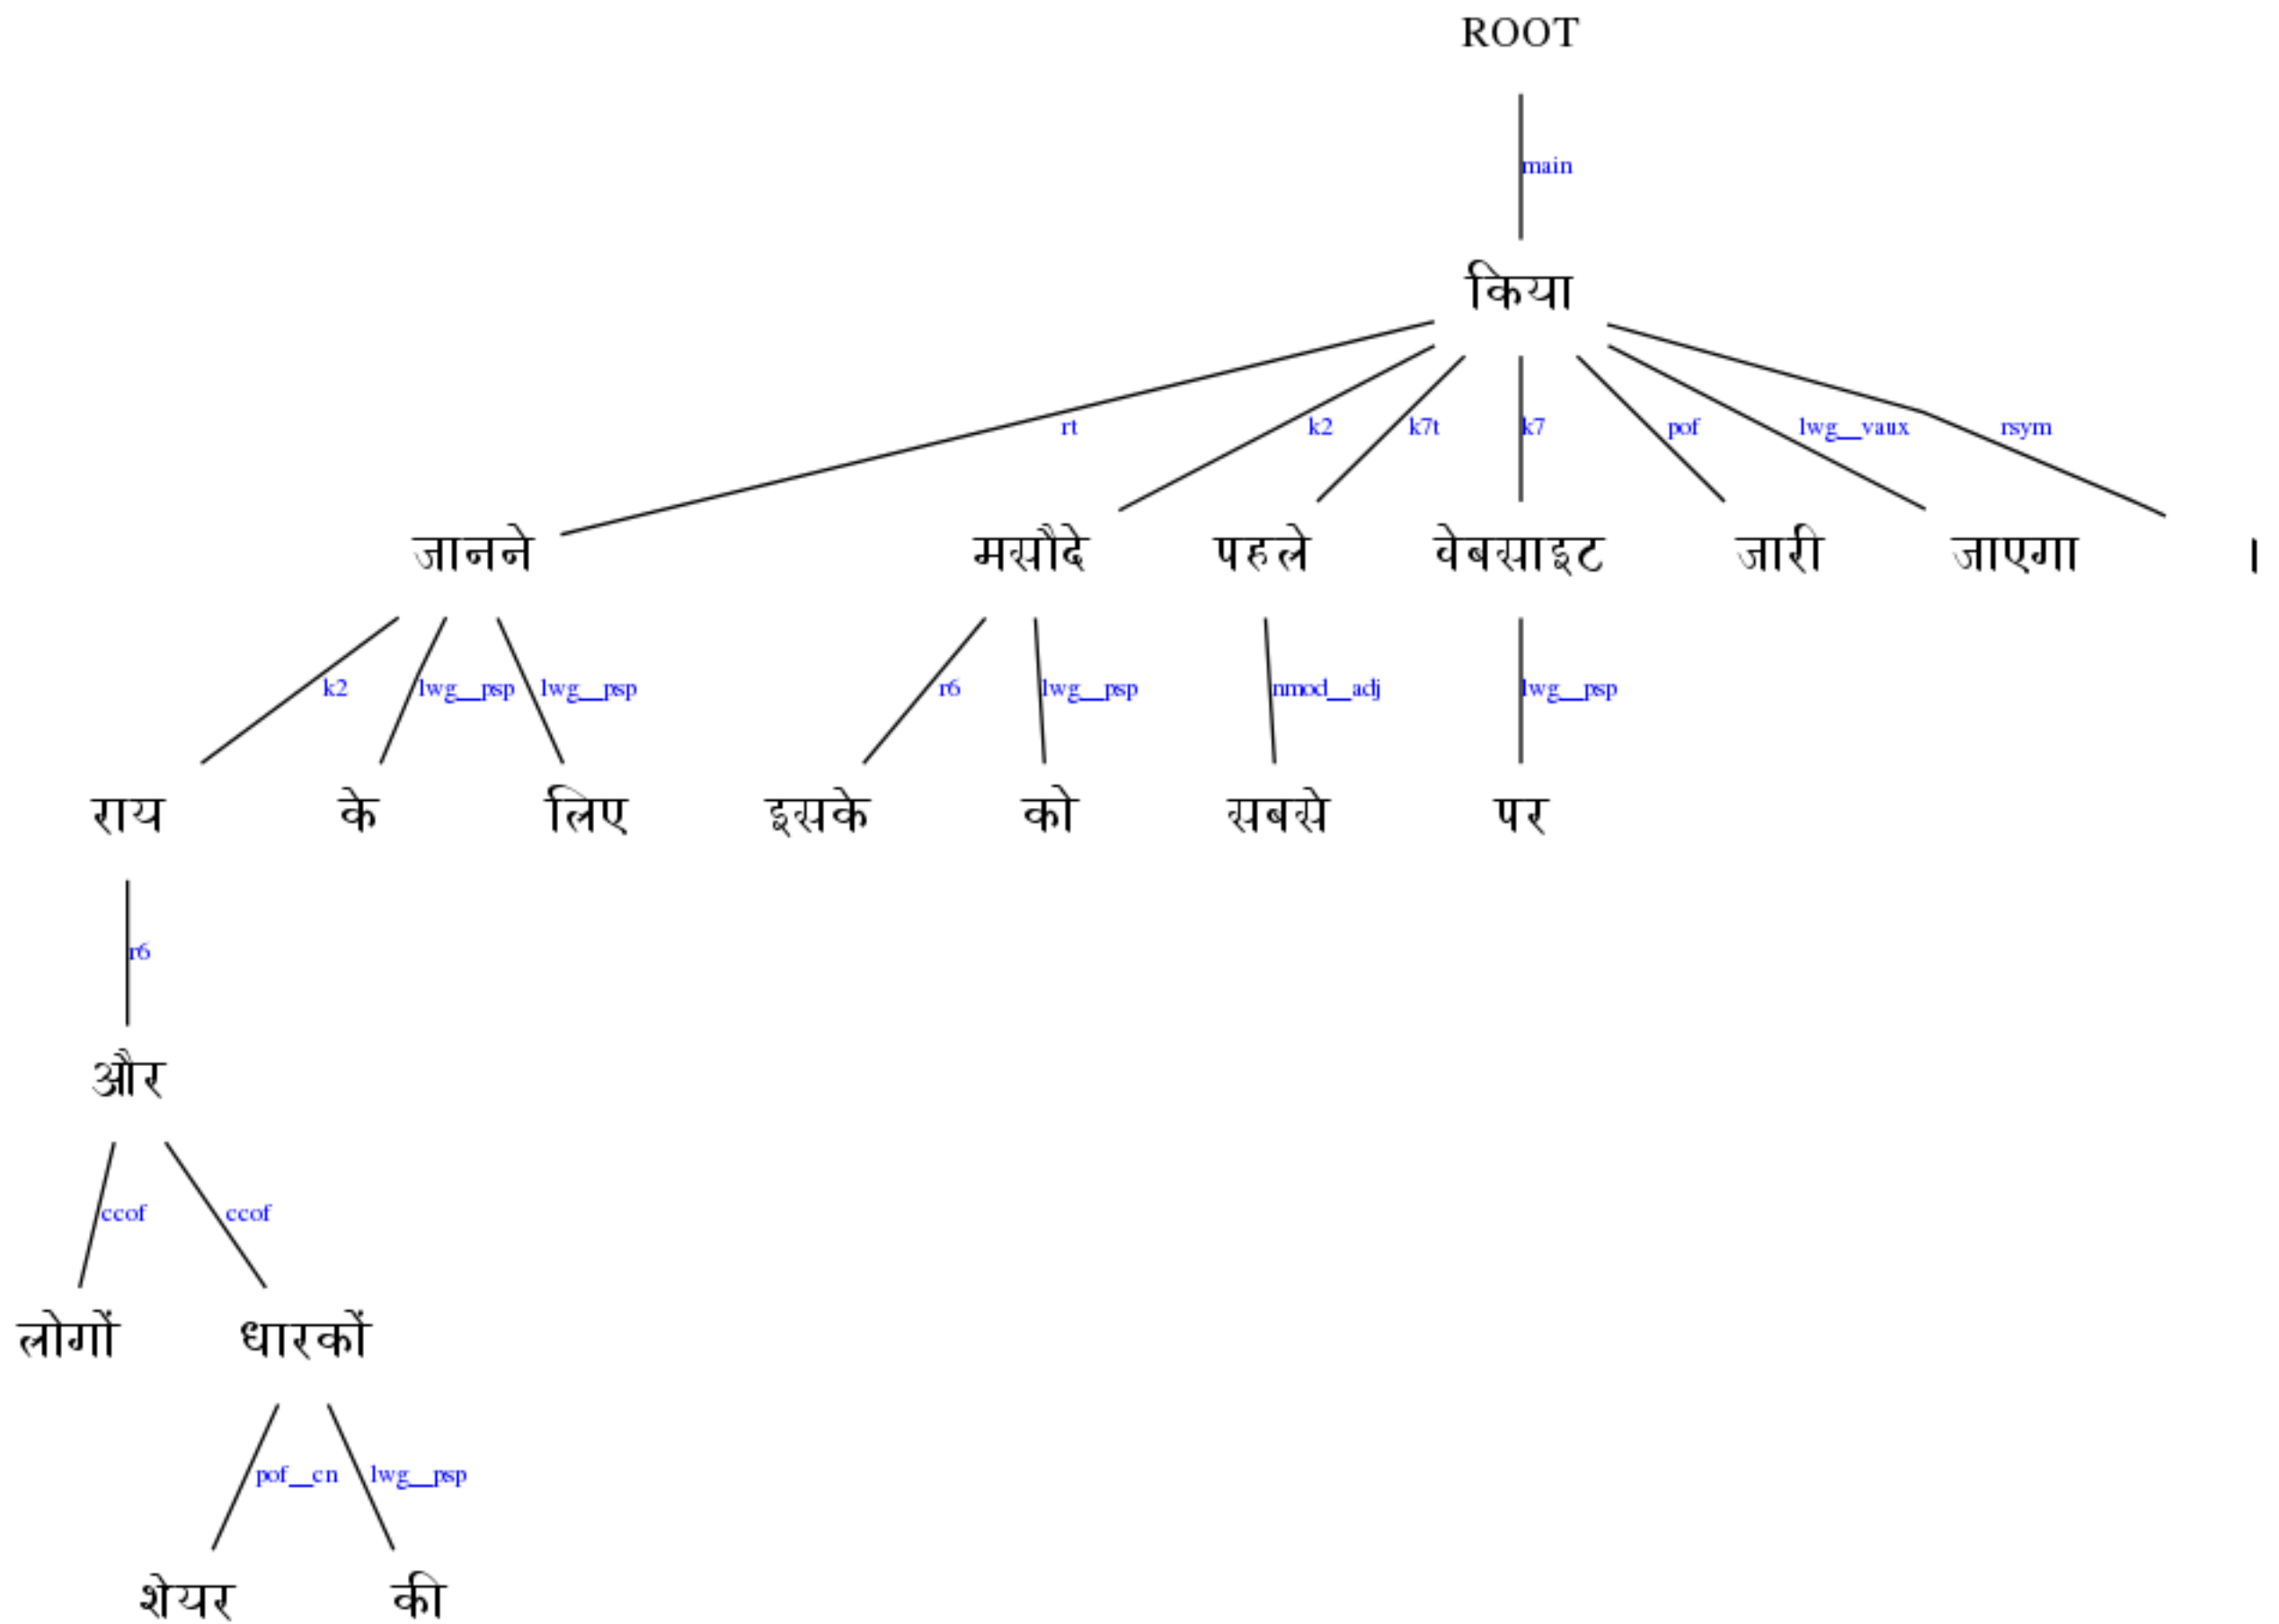 ROOT
main
किया
rt k2 k7t k7 pof lwg__vaux rsym
जानने मसौदे पहले वेबसाइट जारी जाएगा ।
k2 lwg__psp lwg__psp r6 lwg__psp nmod__adj lwg__psp
राय के लिए इसके को सबसे पर
r6
और
ccof ccof
लोगों धारकों
pof__cn lwg__psp
शेयर की